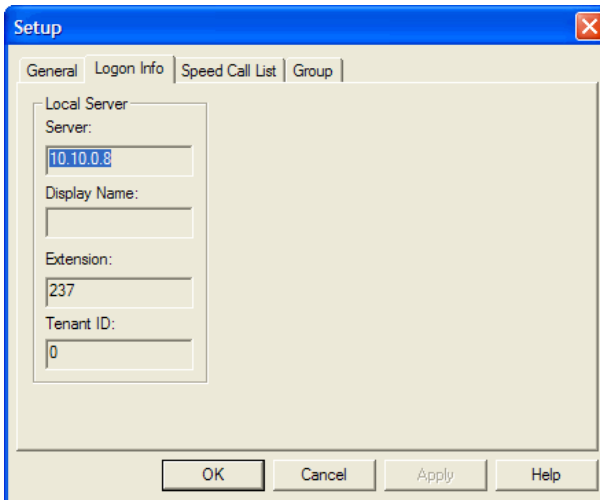 Setup
General Logon Info Speed Call List Group
Local Server
Server:
10.10.0.8
Display Name:
Extension:
237
Tenant ID:
0
OK Cancel Apply Help